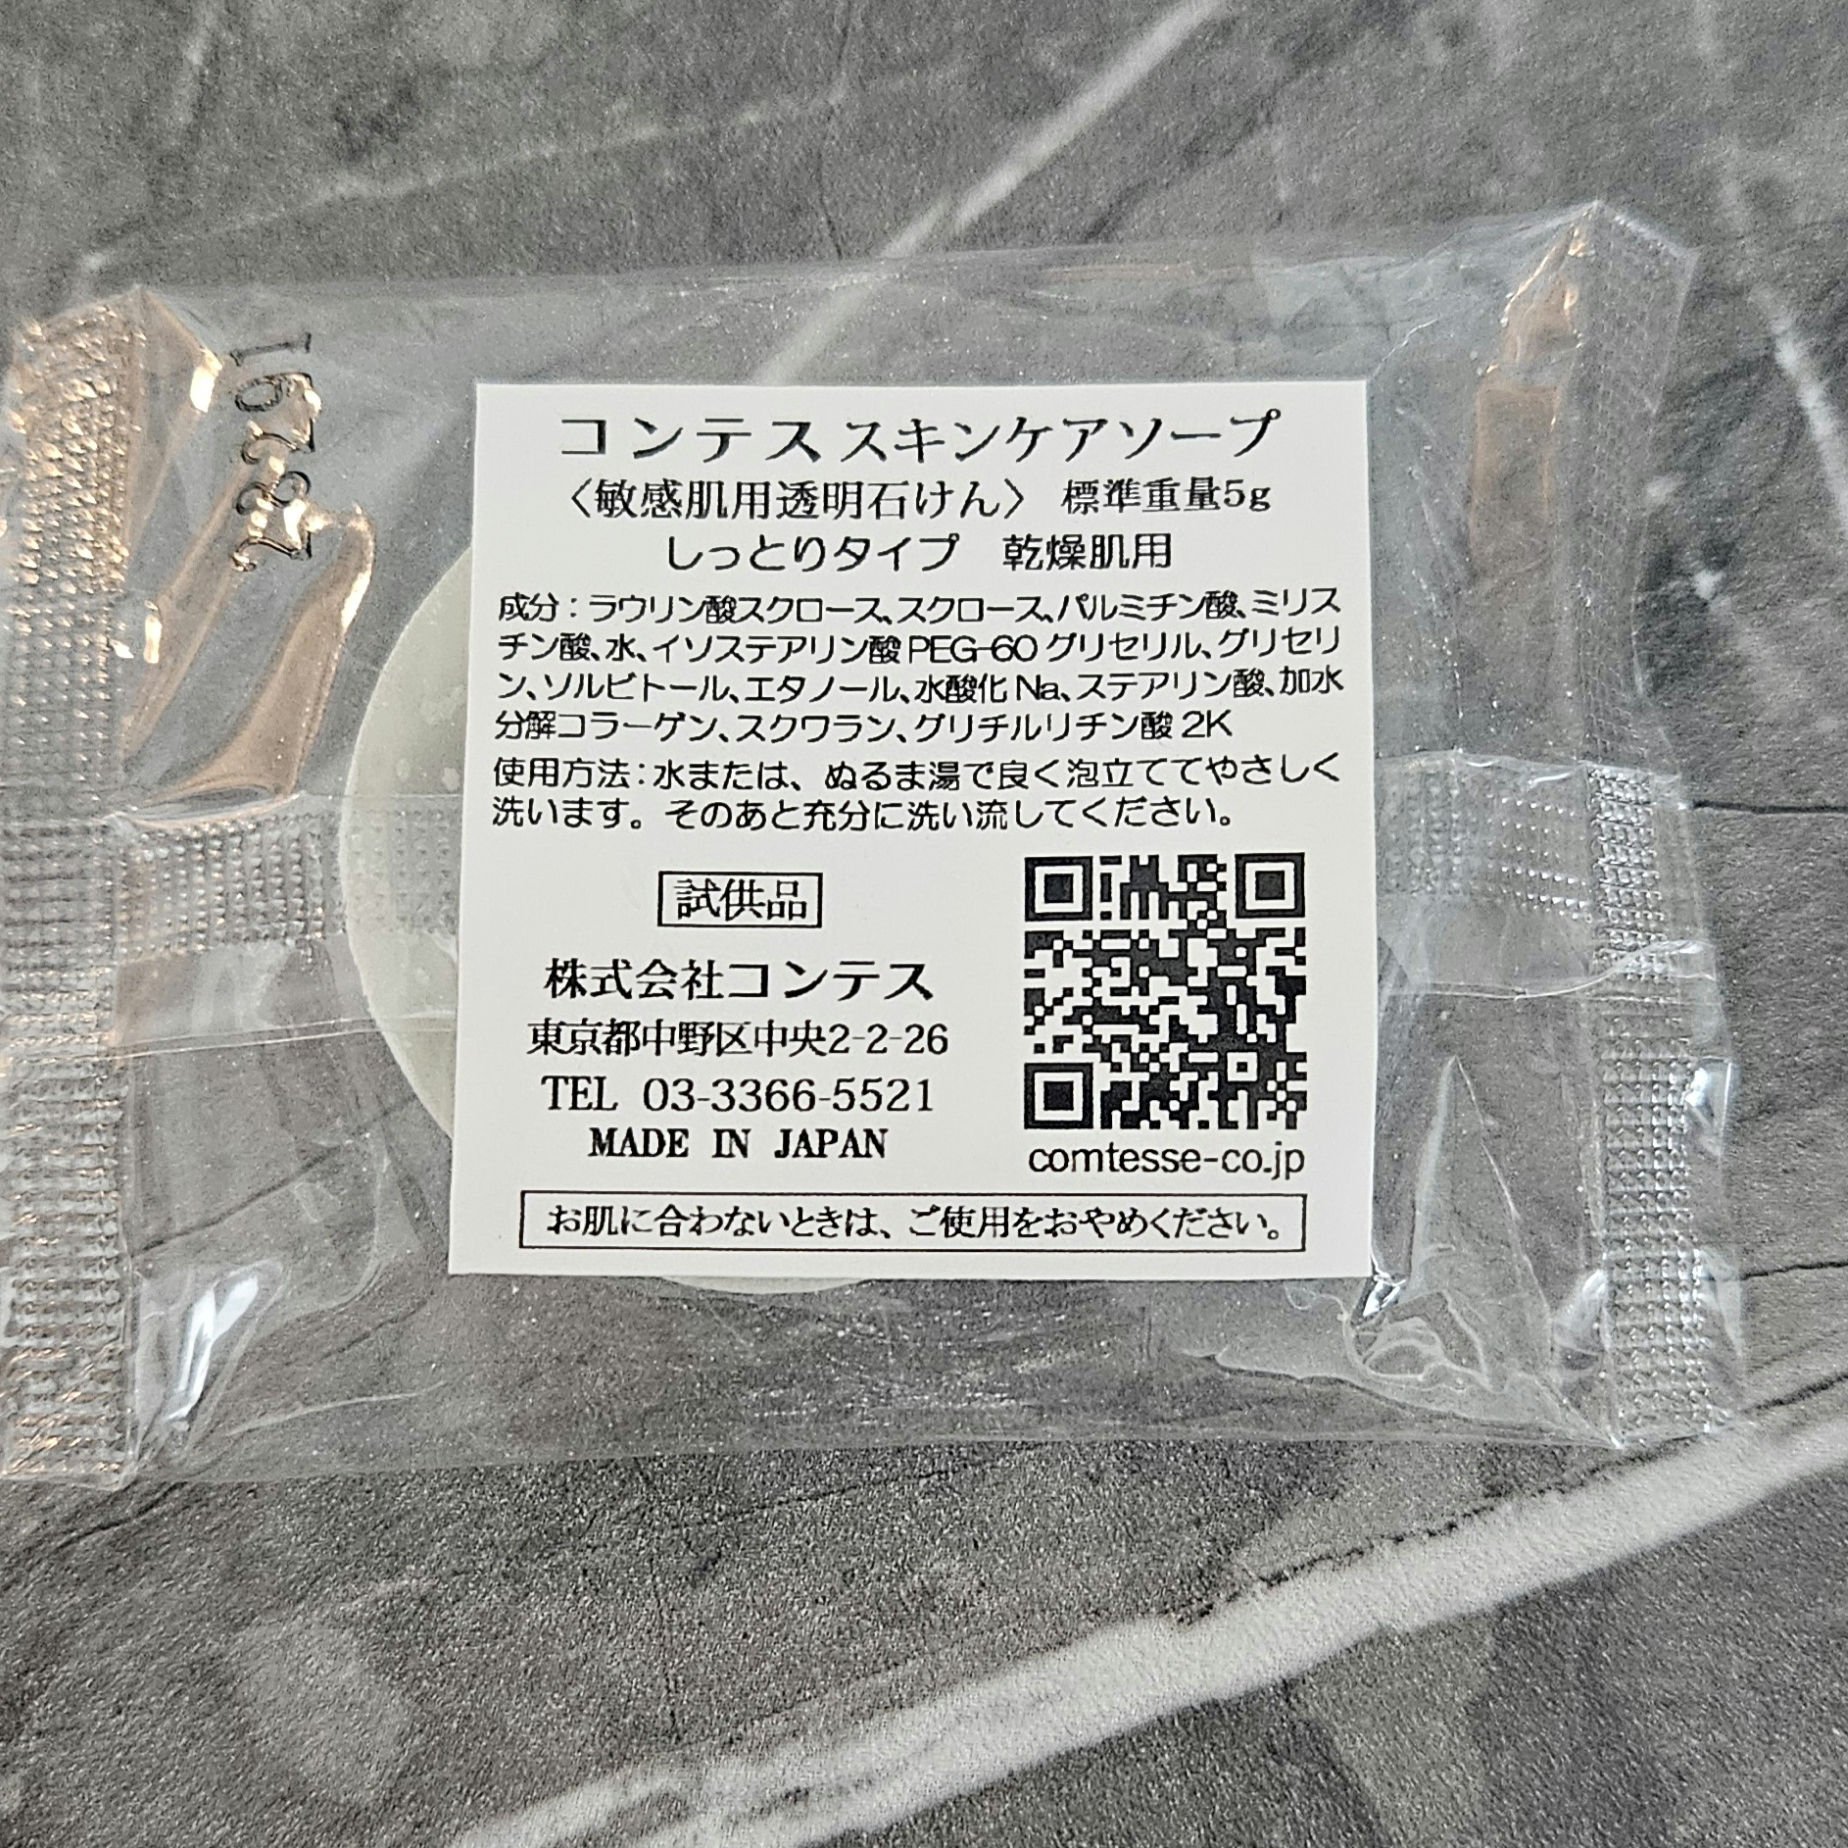 コンテス スキンケアソープ
〈敏感肌用透明石けん〉 標準重量5g
しっとりタイプ 乾燥肌用
成分：ラウリン酸スクロース、スクロース、パルミチン酸、ミリス
チン酸、水、イソステアリン酸PEG-60グリセリル、グリセリ
ン、ソルビトール、エタノール、水酸化Na、ステアリン酸、加水
分解コラーゲン、スクワラン、グリチルリチン酸2K
使用方法：水または、ぬるま湯で良く泡立ててやさしく
洗います。そのあと充分に洗い流してください。
試供品
株式会社コンテス
東京都中野区中央2-2-26
TEL 03-3366-5521
MADE IN JAPAN
comtesse-co.jp
お肌に合わないときは、ご使用をおやめください。